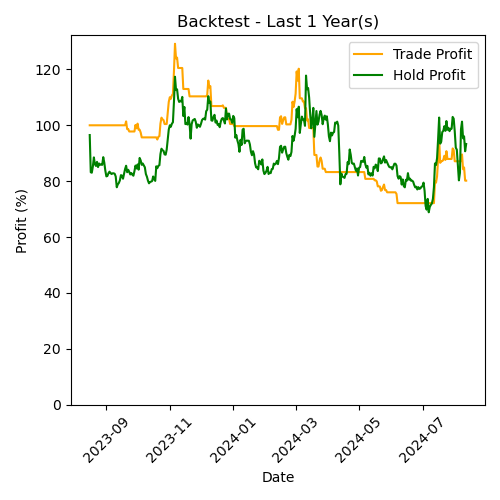 Backtest - Last 1 Year(s)
Trade Profit
Hold Profit
Profit (%)
120
100
80
60
40
20
0
2023-09
2023-11
2024-01
2024-03
2024-05
2024-07
Date